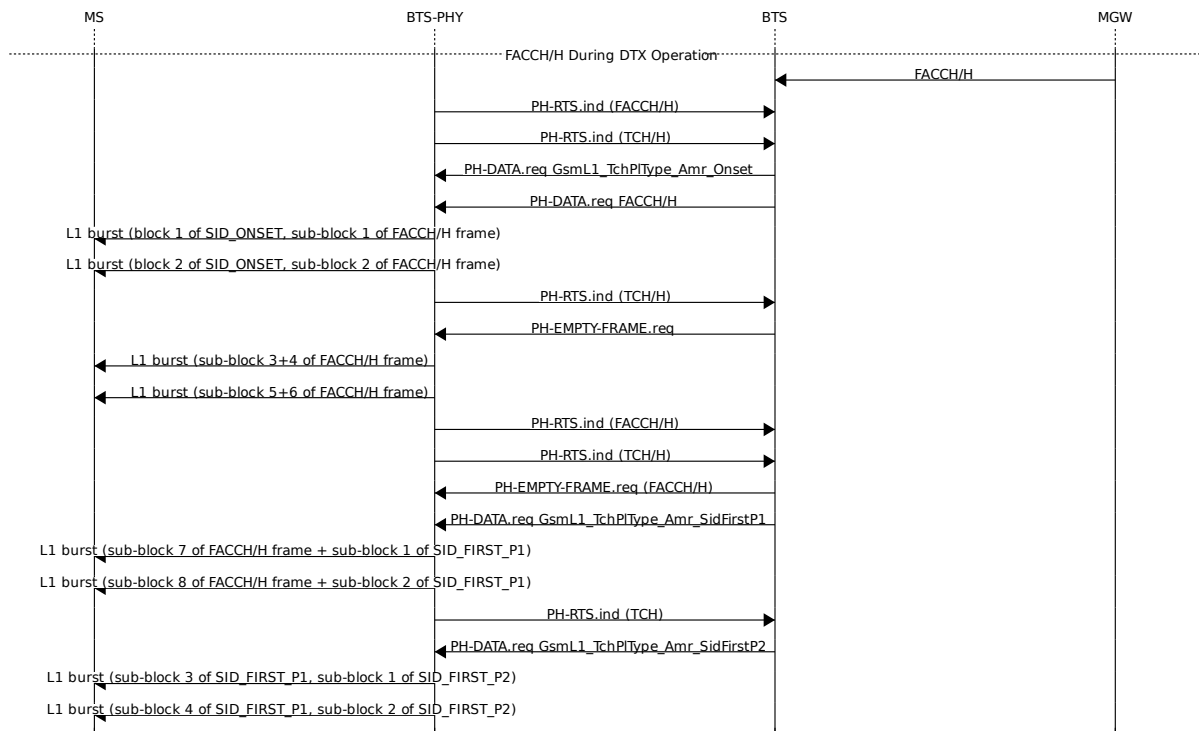 MS BTS-PHY BTS MGW
FACCH/H During DTX Operation
FACCH/H
PH-RTS.ind (FACCH/H)
PH-RTS.ind (TCH/H)
PH-DATA.req GsmL1_TchPlType_Amr_Onset
PH-DATA.req FACCH/H
L1 burst (block 1 of SID_ONSET, sub-block 1 of FACCH/H frame)
L1 burst (block 2 of SID_ONSET, sub-block 2 of FACCH/H frame)
PH-RTS.ind (TCH/H)
PH-EMPTY-FRAME.req
L1 burst (sub-block 3+4 of FACCH/H frame)
L1 burst (sub-block 5+6 of FACCH/H frame)
PH-RTS.ind (FACCH/H)
PH-RTS.ind (TCH/H)
PH-EMPTY-FRAME.req (FACCH/H)
PH-DATA.req GsmL1_TchPlType_Amr_SidFirstP1
L1 burst (sub-block 7 of FACCH/H frame + sub-block 1 of SID_FIRST_P1)
L1 burst (sub-block 8 of FACCH/H frame + sub-block 2 of SID_FIRST_P1)
PH-RTS.ind (TCH)
PH-DATA.req GsmL1_TchPlType_Amr_SidFirstP2
L1 burst (sub-block 3 of SID_FIRST_P1, sub-block 1 of SID_FIRST_P2)
L1 burst (sub-block 4 of SID_FIRST_P1, sub-block 2 of SID_FIRST_P2)